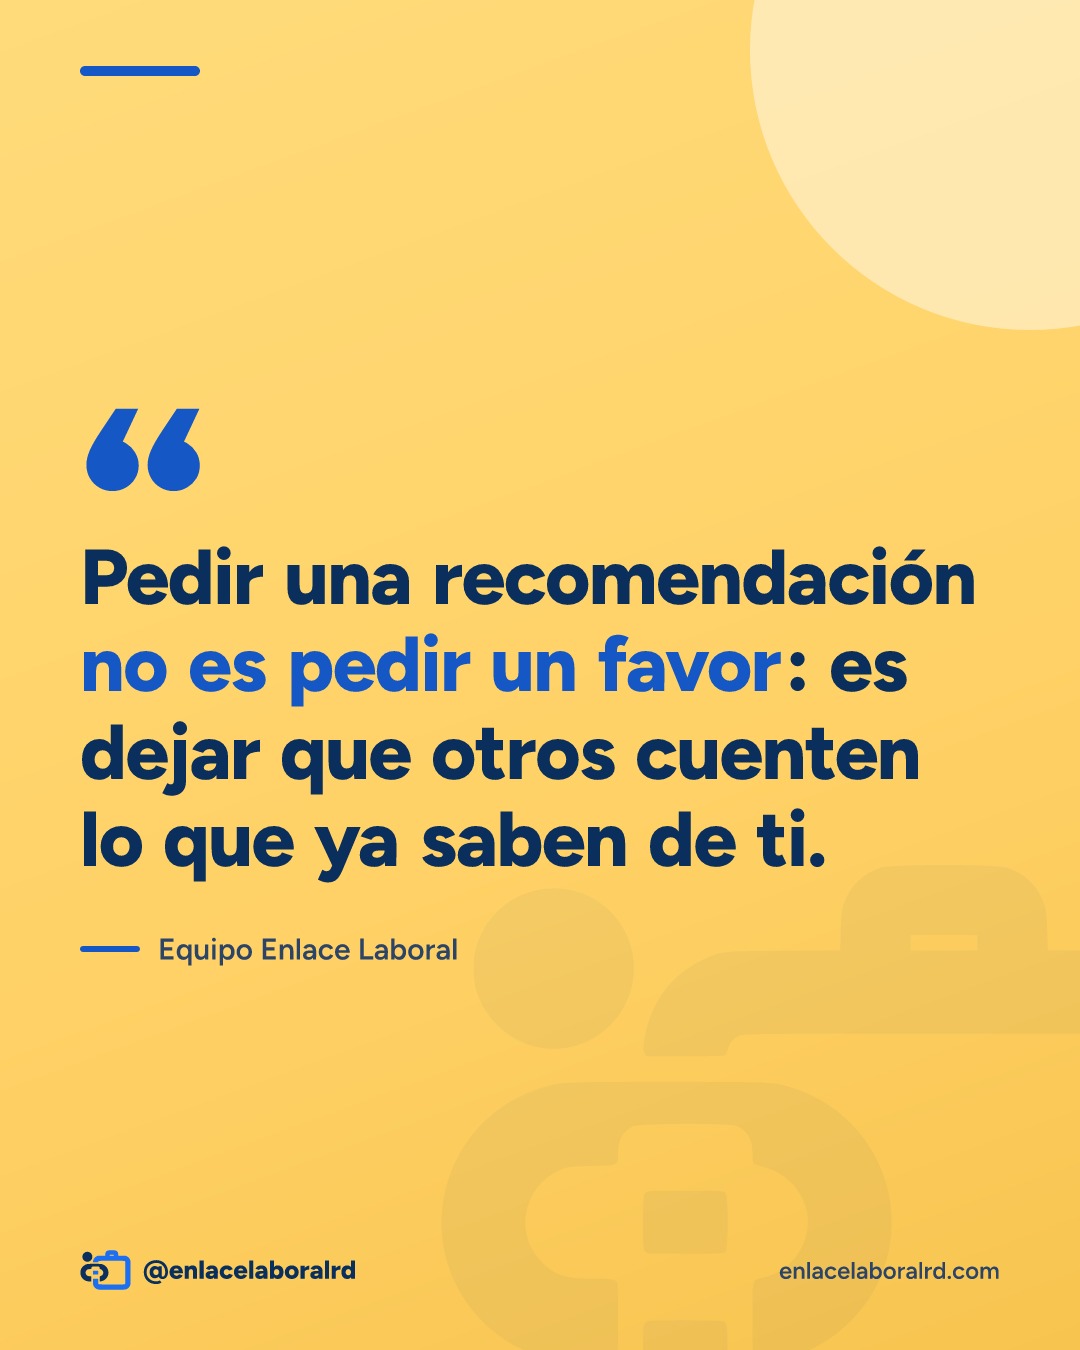 “
Pedir una recomendación
no es pedir un favor: es
dejar que otros cuenten
lo que ya saben de ti.
Equipo Enlace Laboral
@enlacelaboralrd
enlacelaboralrd.com